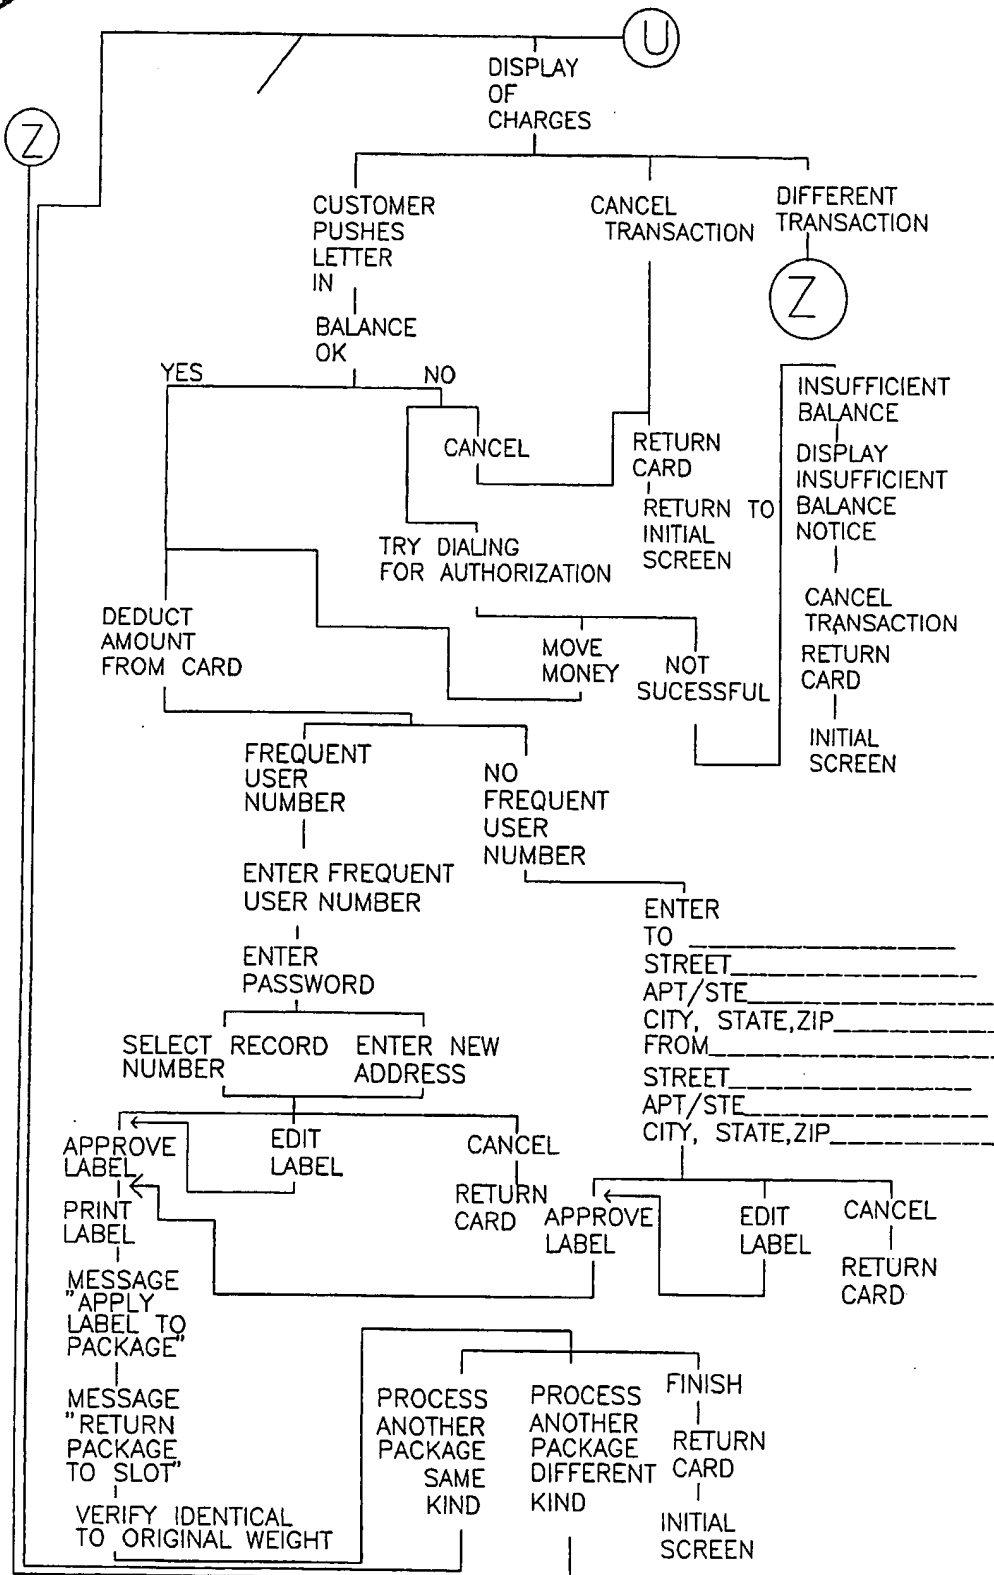 U
DISPLAY
OF
CHARGES
Z
CUSTOMER
PUSHES
LETTER
IN
CANCEL
TRANSACTION
DIFFERENT
TRANSACTION
Z
BALANCE
OK
YES
NO
CANCEL
RETURN
CARD
RETURN TO
INITIAL
SCREEN
INSUFFICIENT
BALANCE
DISPLAY
INSUFFICIENT
BALANCE
NOTICE
CANCEL
TRANSACTION
RETURN
CARD
INITIAL
SCREEN
TRY DIALING
FOR AUTHORIZATION
DEDUCT
AMOUNT
FROM CARD
MOVE
MONEY
NOT
SUCESSFUL
FREQUENT
USER
NUMBER
NO
FREQUENT
USER
NUMBER
ENTER FREQUENT
USER NUMBER
ENTER
PASSWORD
SELECT RECORD
NUMBER
ENTER NEW
ADDRESS
ENTER
TO
STREET
APT/STE
CITY, STATE,ZIP
FROM
STREET
APT/STE
CITY, STATE,ZIP
APPROVE
LABEL
EDIT
LABEL
CANCEL
RETURN
CARD
PRINT
LABEL
APPROVE
LABEL
EDIT
LABEL
CANCEL
RETURN
CARD
MESSAGE
"APPLY
LABEL TO
PACKAGE"
MESSAGE
"RETURN
PACKAGE
TO SLOT"
VERIFY IDENTICAL
TO ORIGINAL WEIGHT
PROCESS
ANOTHER
PACKAGE
SAME
KIND
PROCESS
ANOTHER
PACKAGE
DIFFERENT
KIND
FINISH
RETURN
CARD
INITIAL
SCREEN